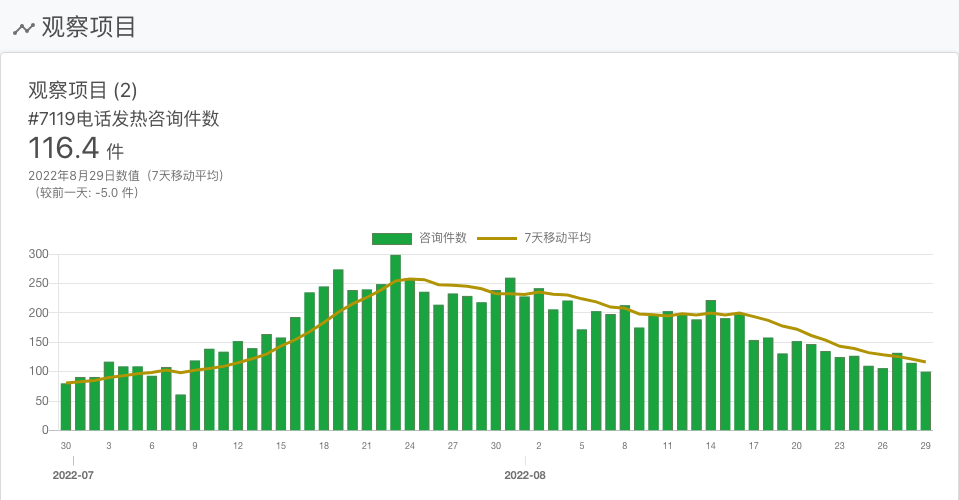 观察项目
观察项目 (2)
#7119电话发热咨询件数
116.4 件
2022年8月29日数值（7天移动平均）
（较前一天: -5.0 件）
咨询件数 7天移动平均
300
250
200
150
100
50
0
30 3 6 9 12 15 18 21 24 27 30 2 5 8 11 14 17 20 23 26 29
2022-07 2022-08